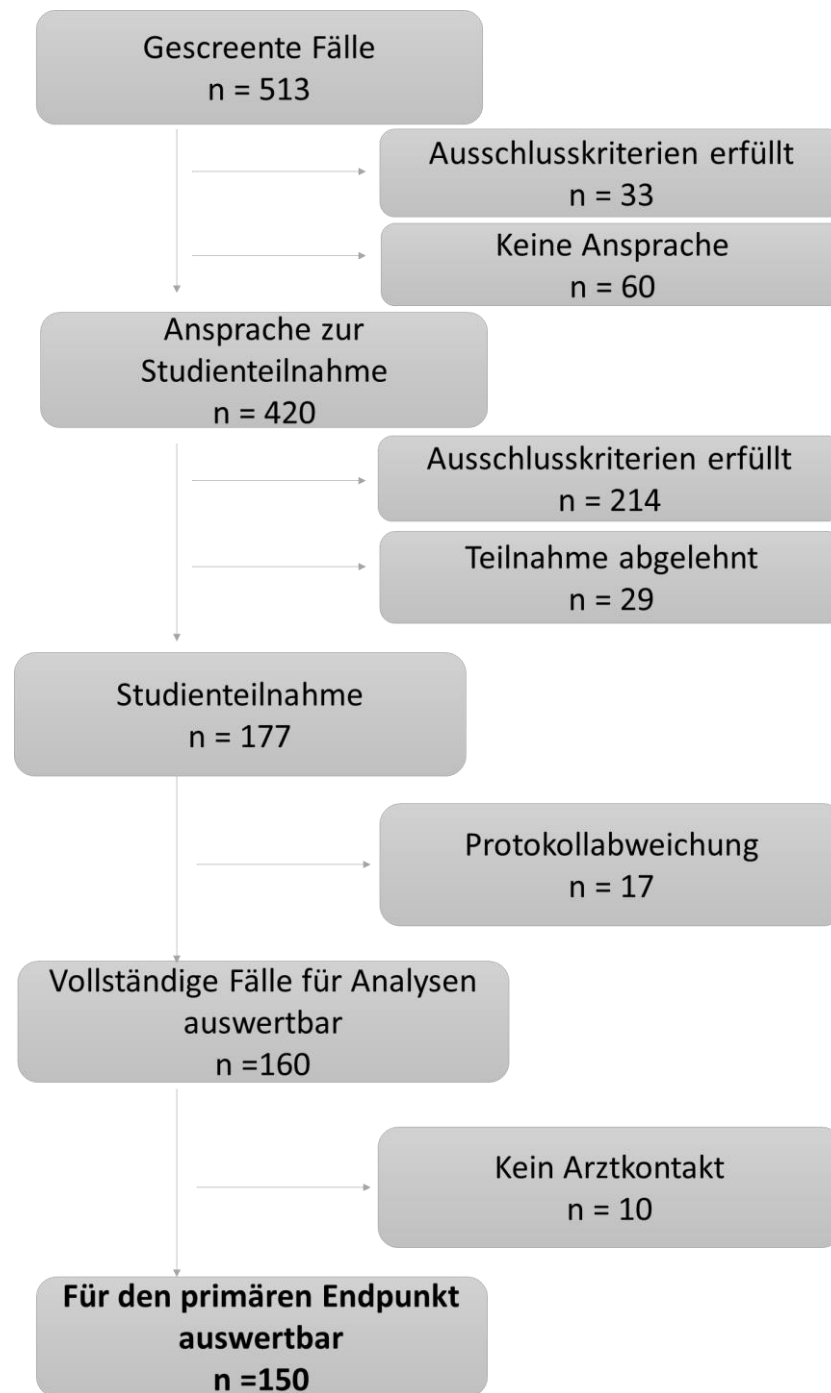 Gescreente Fälle
n = 513
Ausschlusskriterien erfüllt
n = 33
Keine Ansprache
n = 60
Ansprache zur
Studienteilnahme
n = 420
Ausschlusskriterien erfüllt
n = 214
Teilnahme abgelehnt
n = 29
Studienteilnahme
n = 177
Protokollabweichung
n = 17
Vollständige Fälle für Analysen
auswertbar
n =160
Kein Arztkontakt
n = 10
Für den primären Endpunkt
auswertbar
n =150